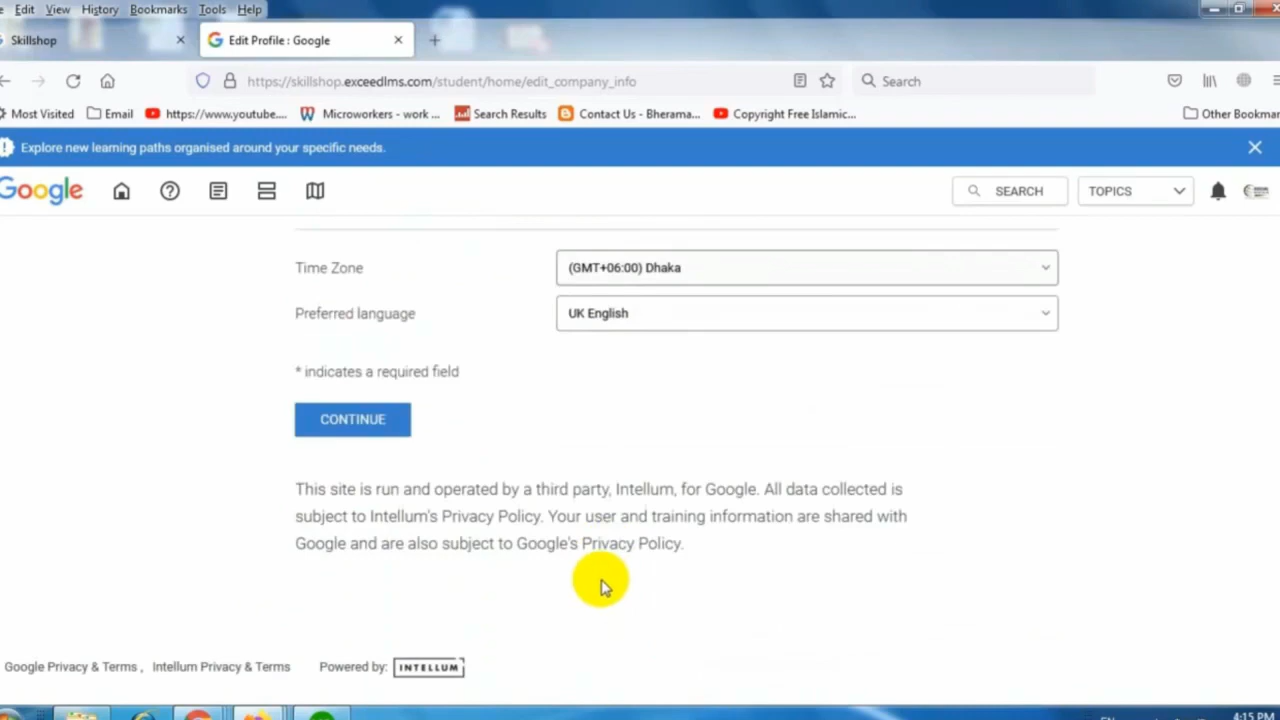 Edit View History Bookmarks Tools Help
Skillshop
Edit Profile : Google
https://skillshop.exceedlms.com/student/home/edit_company_info
Search
Most Visited Email https://www.youtube.... Microworkers - work ... Search Results Contact Us - Bherama... Copyright Free Islamic... Other Bookmar
Explore new learning paths organised around your specific needs.
Google SEARCH TOPICS
Time Zone (GMT+06:00) Dhaka
Preferred language UK English
* indicates a required field
CONTINUE
This site is run and operated by a third party, Intellum, for Google. All data collected is
subject to Intellum's Privacy Policy. Your user and training information are shared with
Google and are also subject to Google's Privacy Policy.
Google Privacy & Terms , Intellum Privacy & Terms Powered by: INTELLUM
4:15 PM